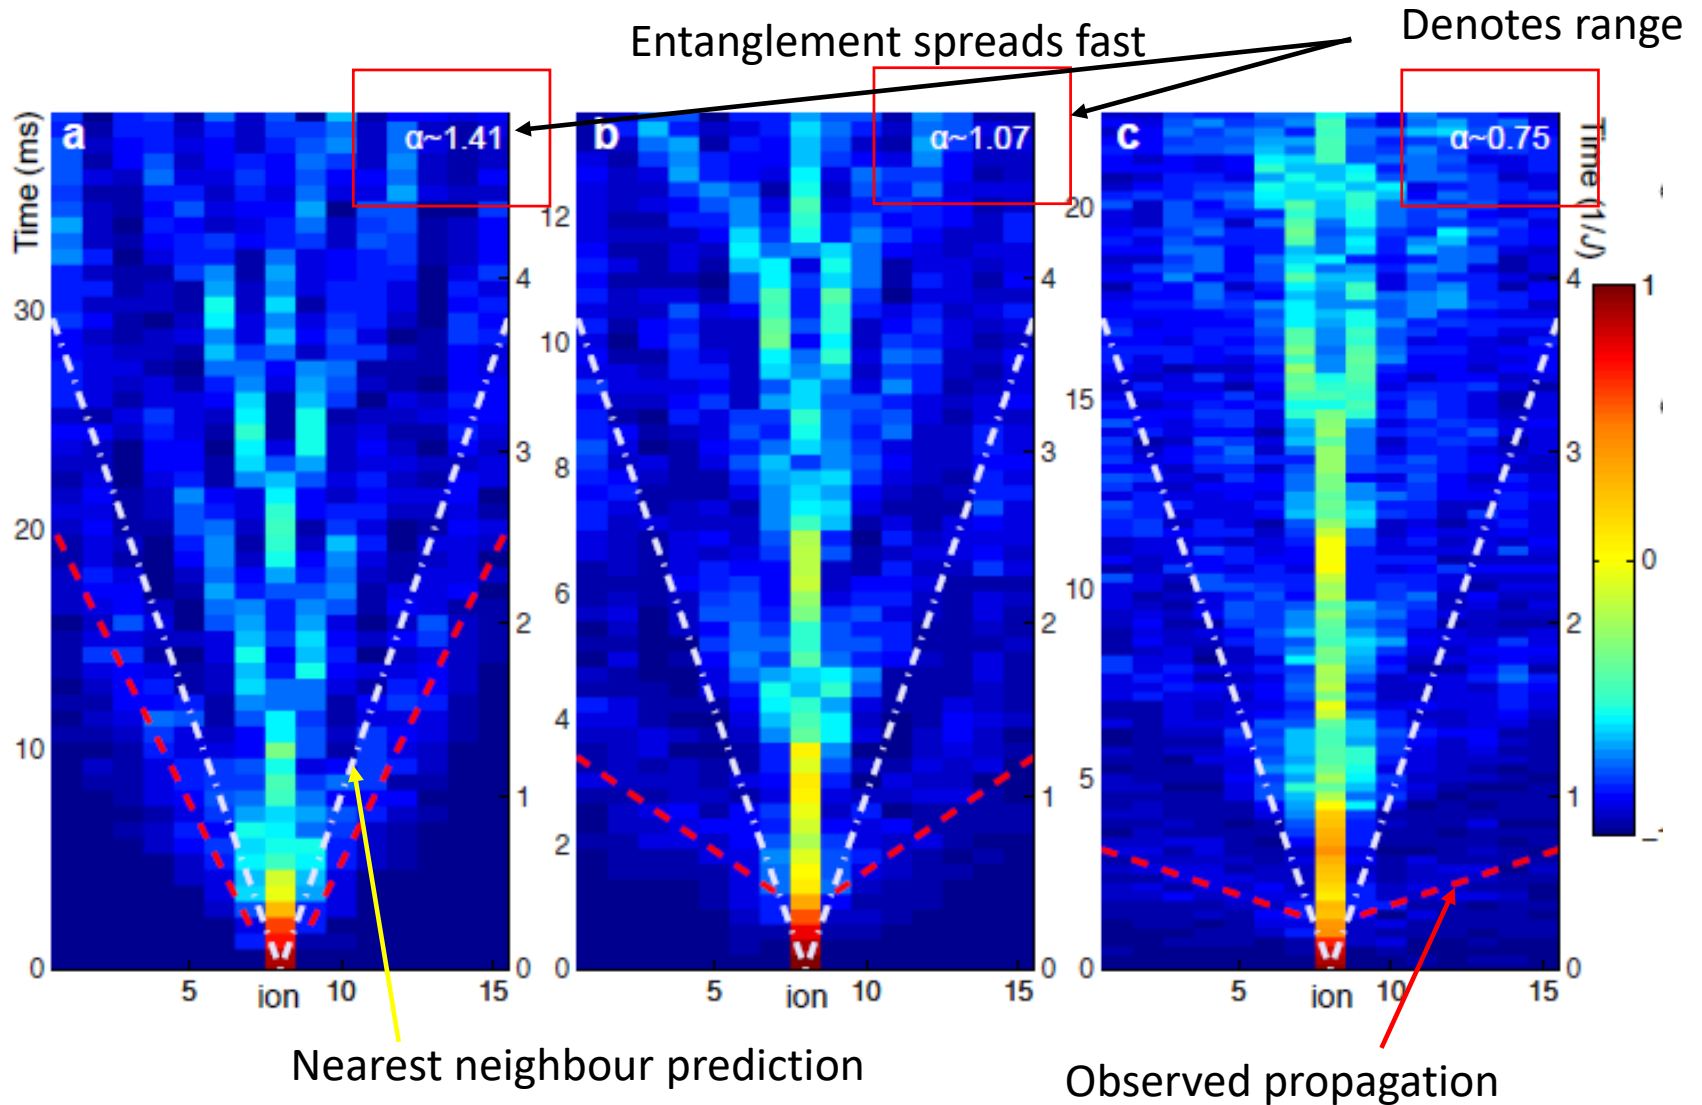 Entanglement spreads fast
Denotes range
a
α~1.41
b
α~1.07
c
α~0.75
Time (ms)
30
20
10
0
4
3
2
1
0
12
10
8
6
4
2
0
4
3
2
1
0
20
15
10
5
0
Time (1/J)
4
3
2
1
0
1
0
5 ion 10 15
5 ion 10 15
5 ion 10 15
Nearest neighbour prediction
Observed propagation